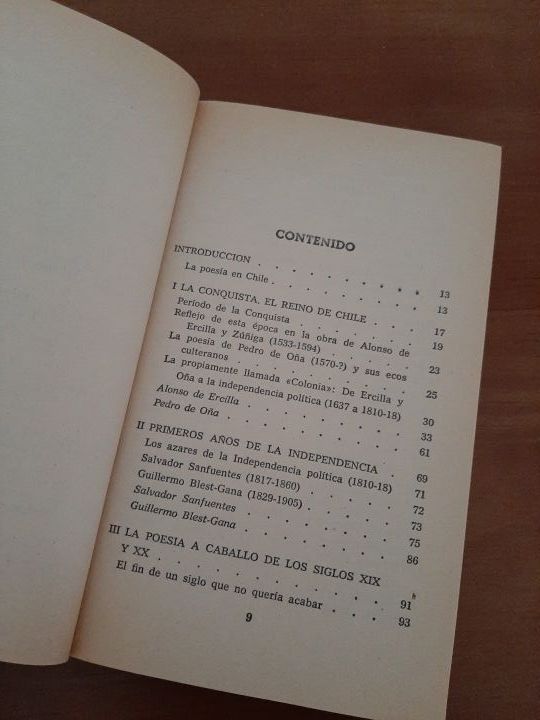 CONTENIDO
INTRODUCCION . . . . . . . . . 13
La poesía en Chile . . . . . . . . 13
I LA CONQUISTA. EL REINO DE CHILE . . . . 17
Período de la Conquista . . . . . . . 19
Reflejo de esta época en la obra de Alonso de
Ercilla y Zúñiga (1533-1594) . . . . . 23
La poesía de Pedro de Oña (1570-?) y sus ecos
culteranos . . . . . . . . 25
La propiamente llamada «Colonia»: De Ercilla y
Oña a la independencia política (1637 a 1810-18) 30
Alonso de Ercilla . . . . . . . . 33
Pedro de Oña . . . . . . . . . 61
II PRIMEROS AÑOS DE LA INDEPENDENCIA . 69
Los azares de la Independencia política (1810-18) 71
Salvador Sanfuentes (1817-1860) . . . . . 72
Guillermo Blest-Gana (1829-1905) . . . . 73
Salvador Sanfuentes . . . . . . . 75
Guillermo Blest-Gana . . . . . . . 86
III LA POESIA A CABALLO DE LOS SIGLOS XIX
Y XX . . . . . . . . . . . 91
El fin de un siglo que no quería acabar . . . . 93
9